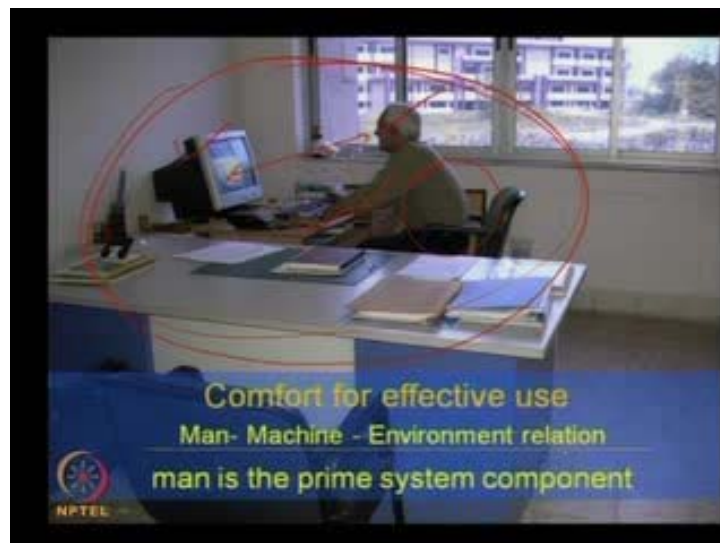 Comfort for effective use
Man- Machine - Environment relation
man is the prime system component
NPTEL